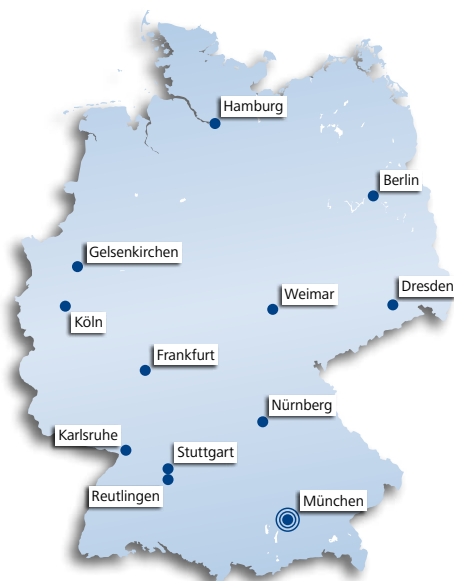 Hamburg
Berlin
Gelsenkirchen
Weimar
Dresden
Köln
Frankfurt
Nürnberg
Karlsruhe
Stuttgart
Reutlingen
München